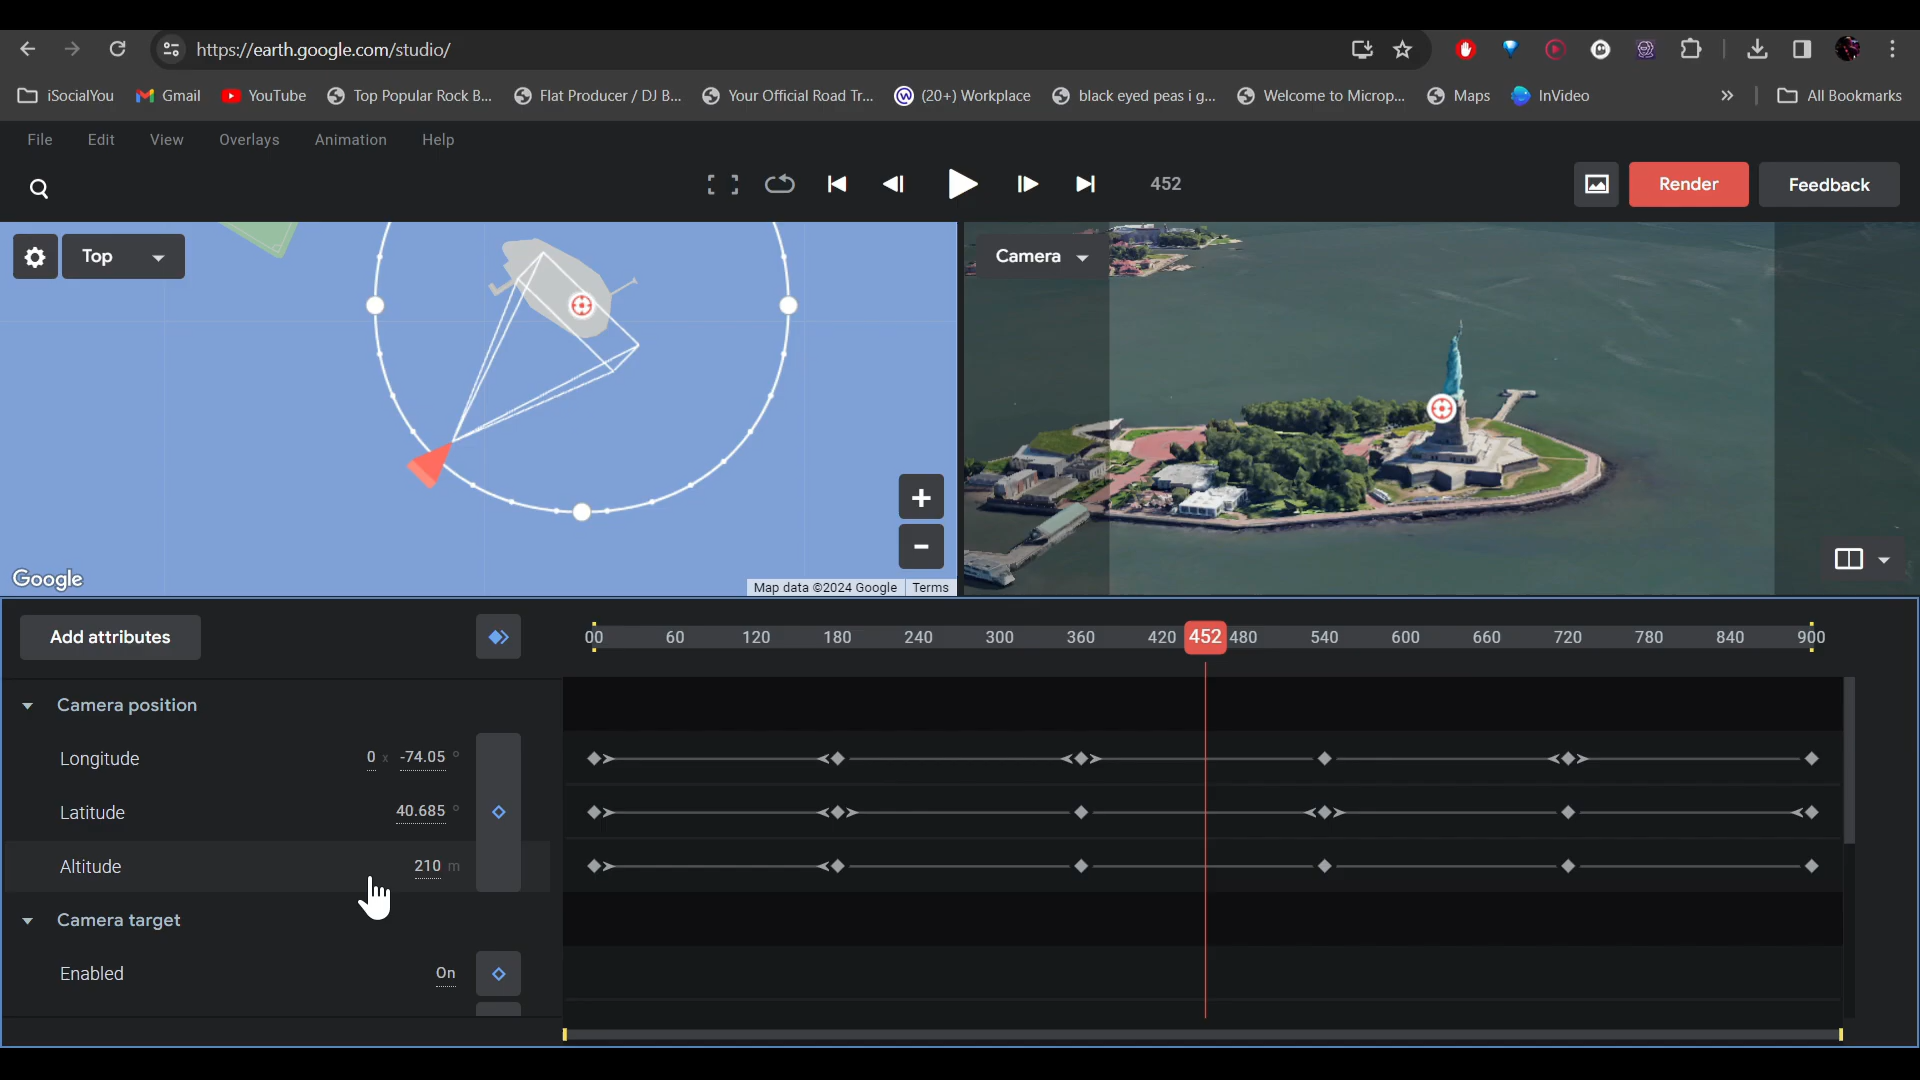 https://earth.google.com/studio/
iSocialYou Gmail YouTube Top Popular Rock B... Flat Producer / DJ B... Your Official Road Tr... (20+) Workplace black eyed peas i g... Welcome to Microp... Maps InVideo » All Bookmarks
File Edit View Overlays Animation Help
452 Render Feedback
Top Camera
Google Map data ©2024 Google Terms
Add attributes 00 60 120 180 240 300 360 420 452 480 540 600 660 720 780 840 900
Camera position
Longitude 0 x -74.05 °
Latitude 40.685 °
Altitude 210 m
Camera target
Enabled On